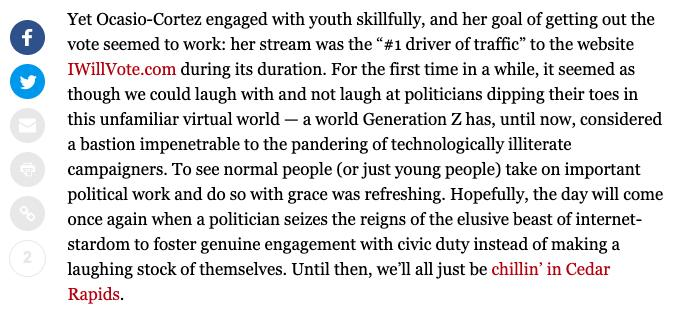 Yet Ocasio-Cortez engaged with youth skillfully, and her goal of getting out the
vote seemed to work: her stream was the “#1 driver of traffic” to the website
IWillVote.com during its duration. For the first time in a while, it seemed as
though we could laugh with and not laugh at politicians dipping their toes in
this unfamiliar virtual world — a world Generation Z has, until now, considered
a bastion impenetrable to the pandering of technologically illiterate
campaigners. To see normal people (or just young people) take on important
political work and do so with grace was refreshing. Hopefully, the day will come
once again when a politician seizes the reigns of the elusive beast of internet-
stardom to foster genuine engagement with civic duty instead of making a
laughing stock of themselves. Until then, we’ll all just be chillin’ in Cedar
Rapids.
2